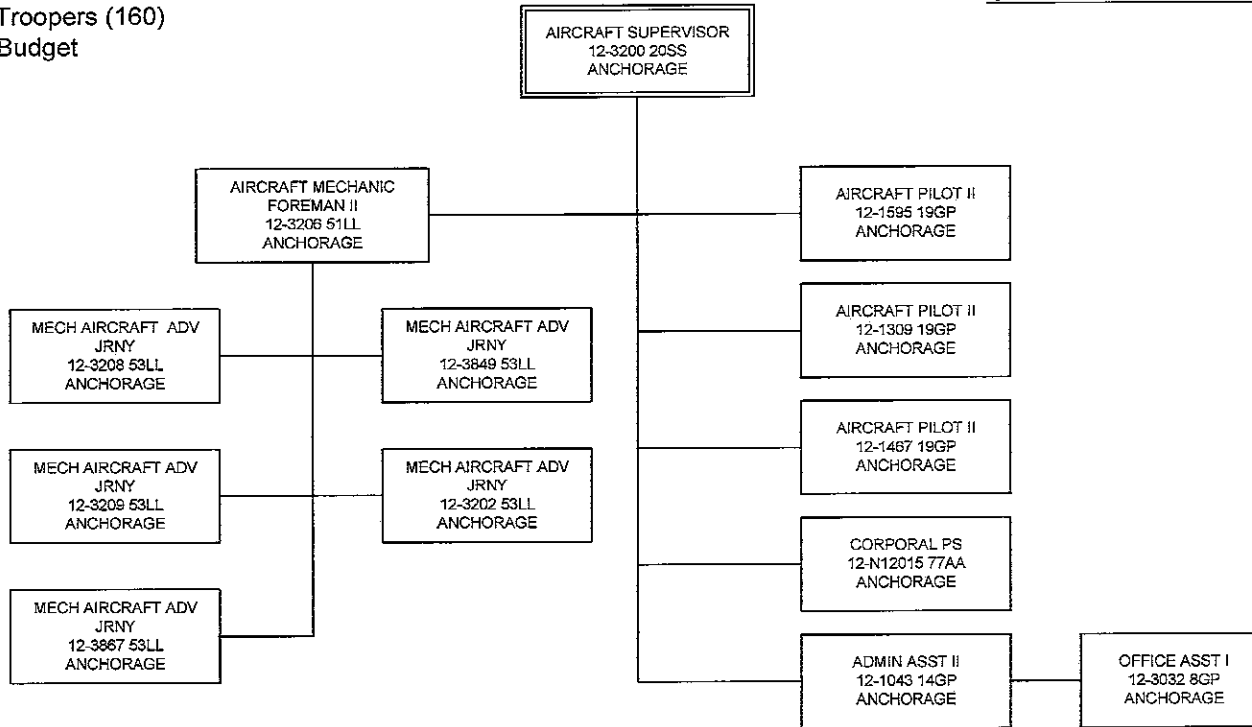 Troopers (160)
Budget
AIRCRAFT SUPERVISOR
12-3200 20SS
ANCHORAGE
AIRCRAFT MECHANIC
FOREMAN II
12-3206 51LL
ANCHORAGE
AIRCRAFT PILOT II
12-1595 19GP
ANCHORAGE
MECH AIRCRAFT ADV
JRNY
12-3208 53LL
ANCHORAGE
MECH AIRCRAFT ADV
JRNY
12-3849 53LL
ANCHORAGE
AIRCRAFT PILOT II
12-1309 19GP
ANCHORAGE
AIRCRAFT PILOT II
12-1467 19GP
ANCHORAGE
MECH AIRCRAFT ADV
JRNY
12-3209 53LL
ANCHORAGE
MECH AIRCRAFT ADV
JRNY
12-3202 53LL
ANCHORAGE
CORPORAL PS
12-N12015 77AA
ANCHORAGE
MECH AIRCRAFT ADV
JRNY
12-3867 53LL
ANCHORAGE
ADMIN ASST II
12-1043 14GP
ANCHORAGE
OFFICE ASST I
12-3032 8GP
ANCHORAGE